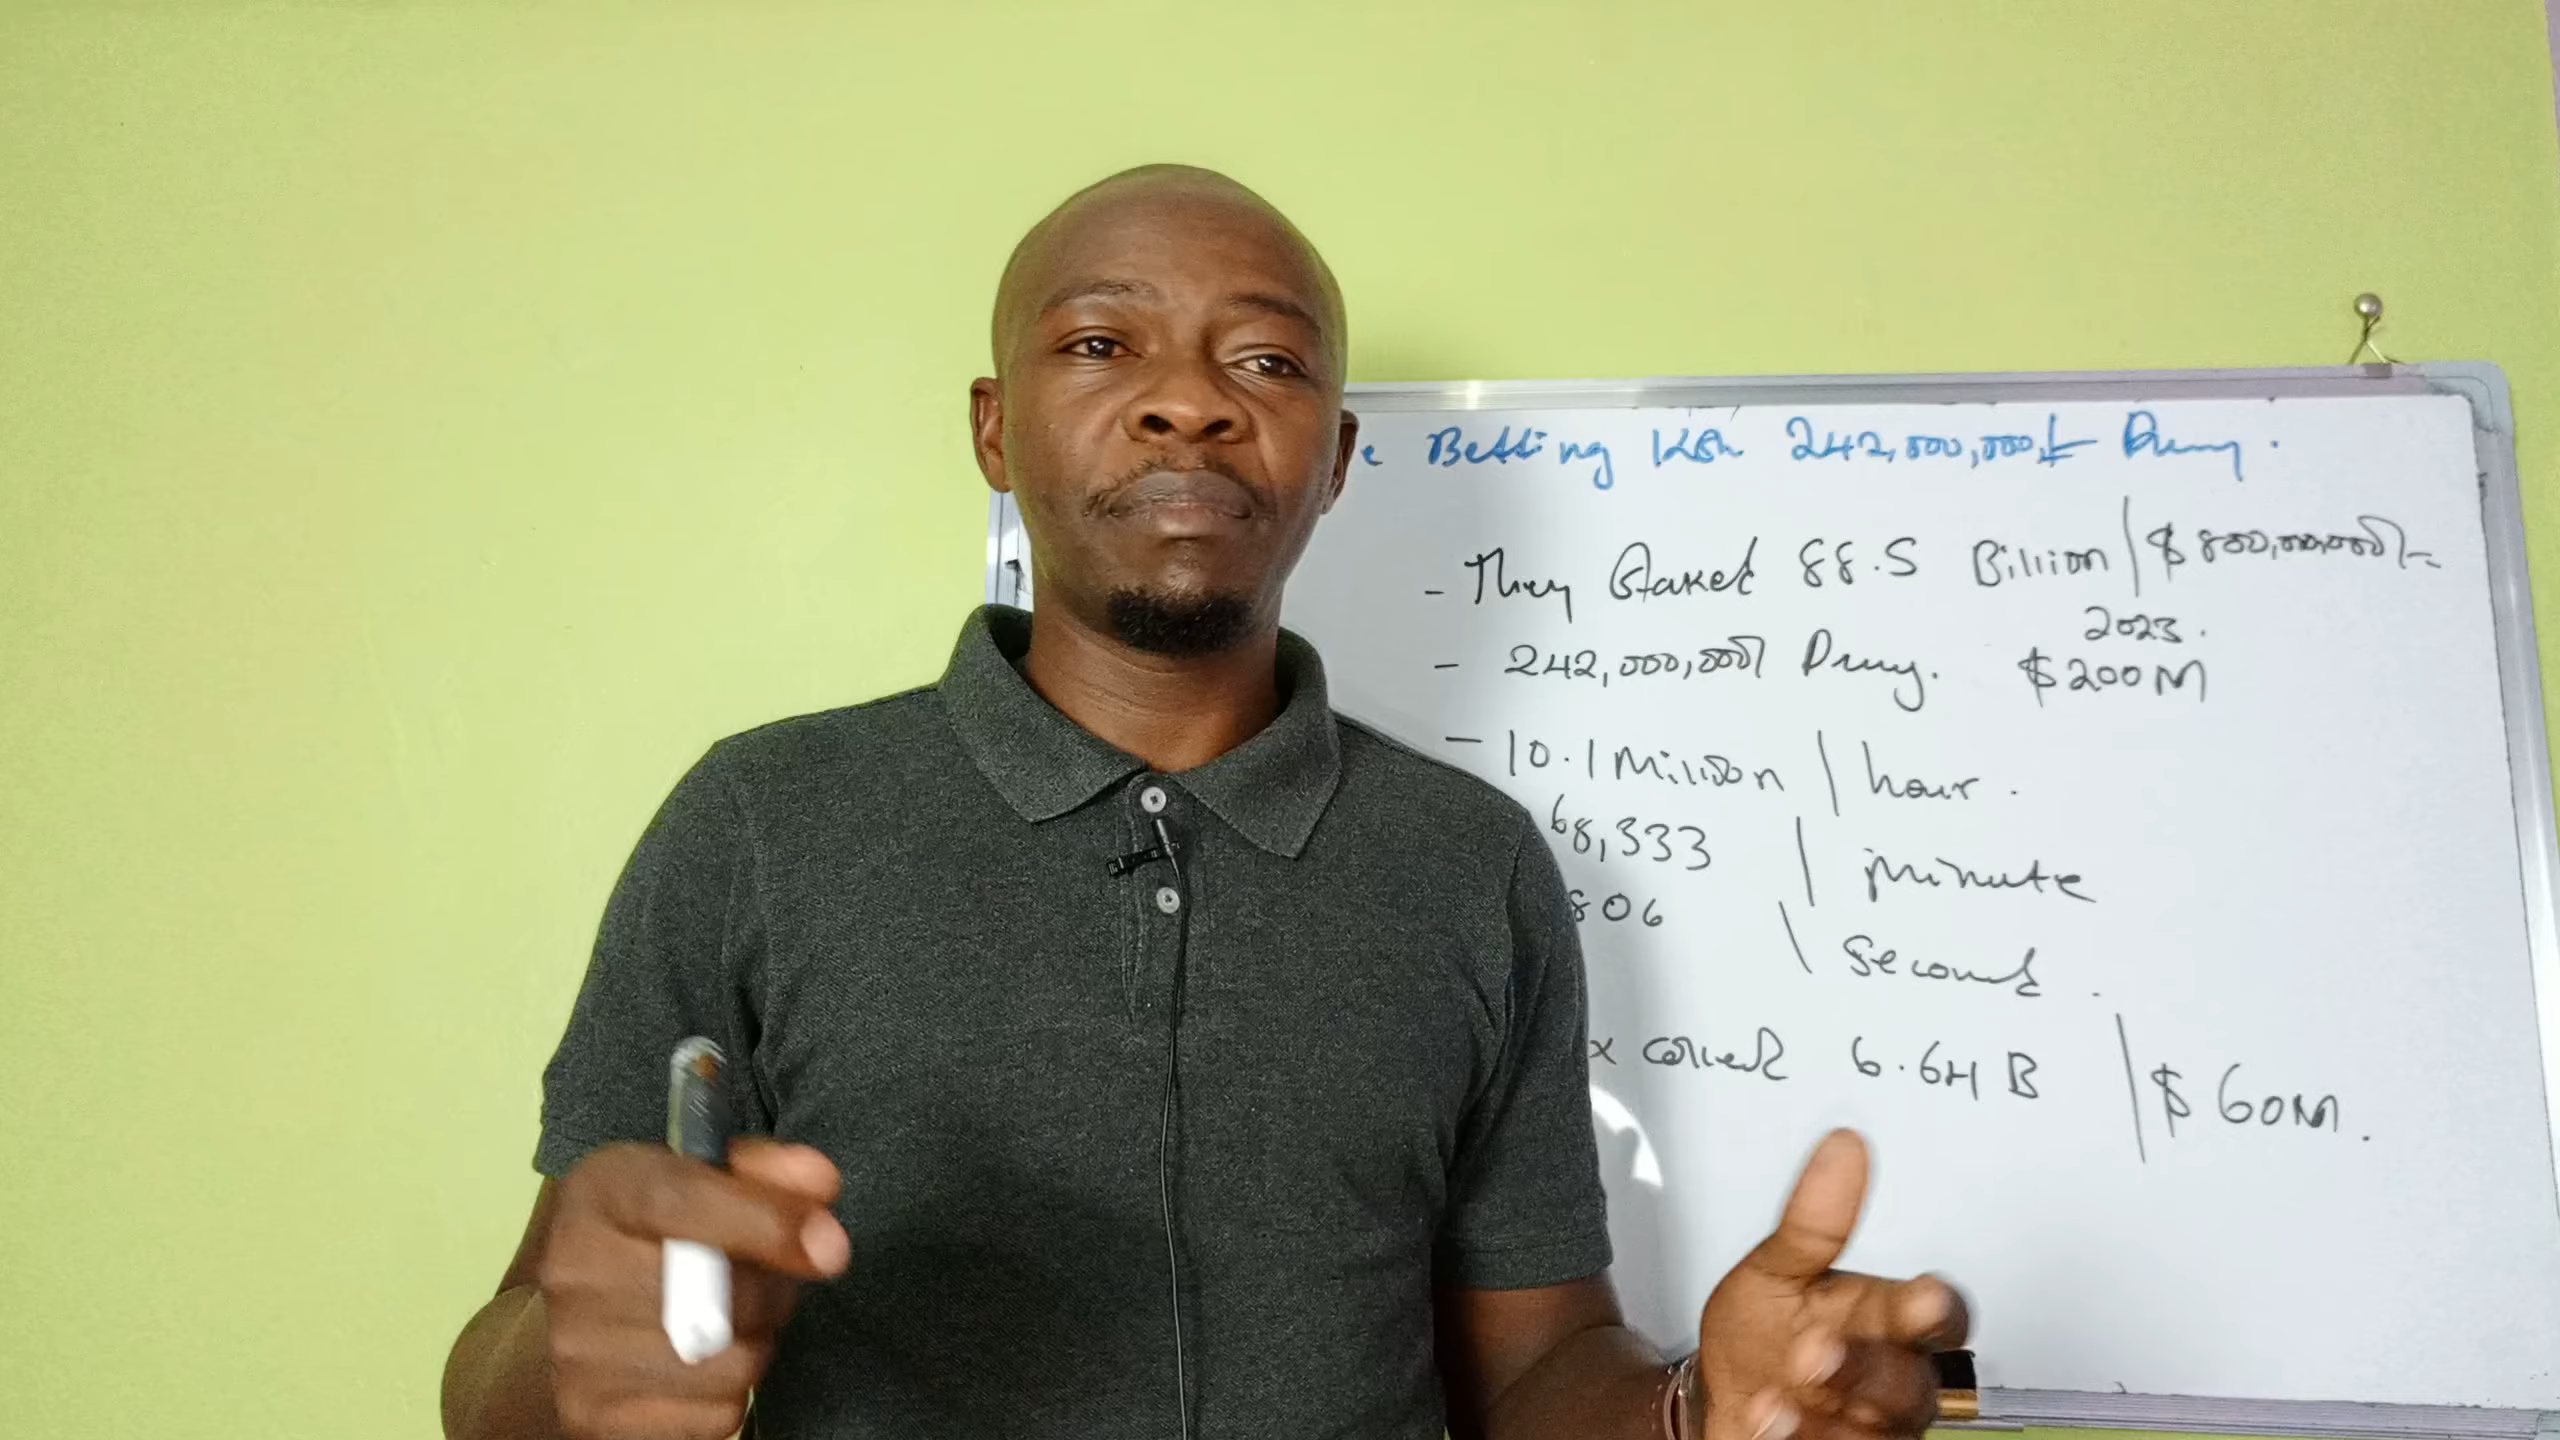 e Betting KSh 242,000,000/= Daily.
- They Staked 88.5 Billion / $800,000,000/=
2023.
- 242,000,000/ Daily. $200M
- 10.1 Million / hour.
68,333 / minute
806 / Second.
x collect 6.64 B / $60M.